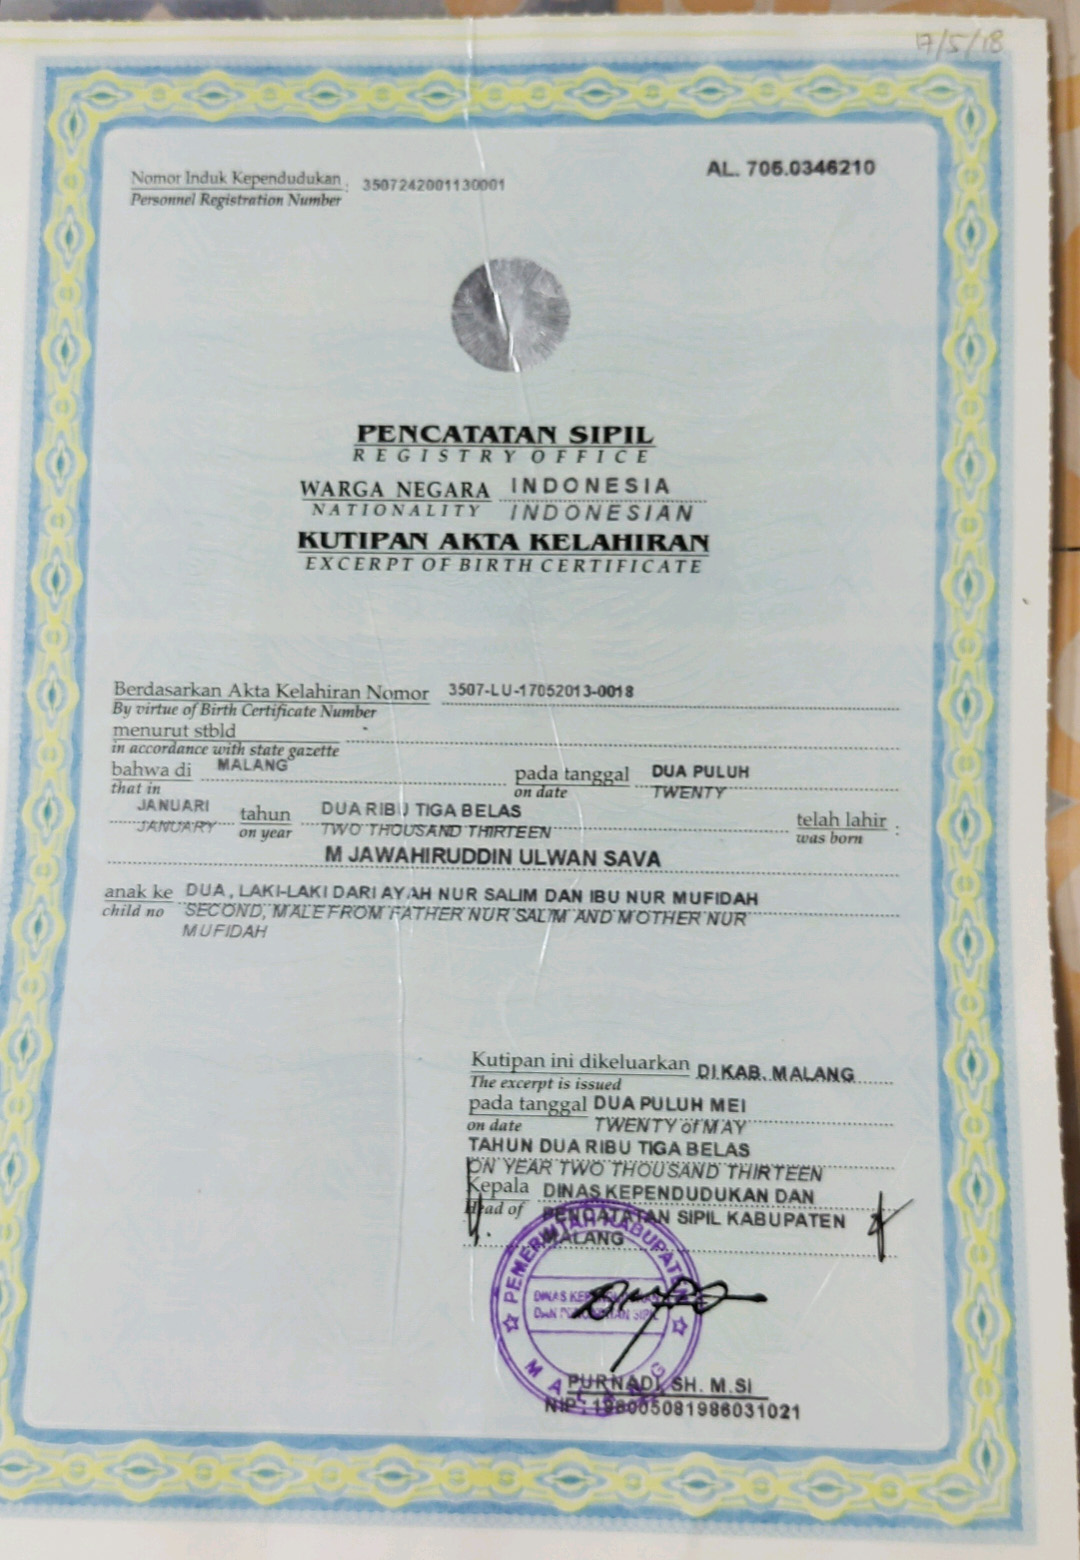 17/5/18
Nomor Induk Kependudukan : 3507242001130001
Personnel Registration Number
AL. 705.0346210
PENCATATAN SIPIL
REGISTRY OFFICE
WARGA NEGARA INDONESIA
NATIONALITY INDONESIAN
KUTIPAN AKTA KELAHIRAN
EXCERPT OF BIRTH CERTIFICATE
Berdasarkan Akta Kelahiran Nomor 3507-LU-17052013-0018
By virtue of Birth Certificate Number
menurut stbld -
in accordance with state gazette
bahwa di MALANG pada tanggal DUA PULUH
that in on date TWENTY
JANUARI tahun DUA RIBU TIGA BELAS telah lahir :
JANUARY on year TWO THOUSAND THIRTEEN was born
M JAWAHIRUDDIN ULWAN SAVA
anak ke DUA, LAKI-LAKI DARI AYAH NUR SALIM DAN IBU NUR MUFIDAH
child no SECOND, MALE FROM FATHER NUR SALIM AND MOTHER NUR
MUFIDAH
Kutipan ini dikeluarkan DI KAB. MALANG
The excerpt is issued
pada tanggal DUA PULUH MEI
on date TWENTY of MAY
TAHUN DUA RIBU TIGA BELAS
ON YEAR TWO THOUSAND THIRTEEN
Kepala DINAS KEPENDUDUKAN DAN
Head of PENCATATAN SIPIL KABUPATEN
MALANG
PEMERINTAH KABUPATEN
DINAS
DAN SIPIL
MALANG
PURNADI, SH. M.SI
NIP.